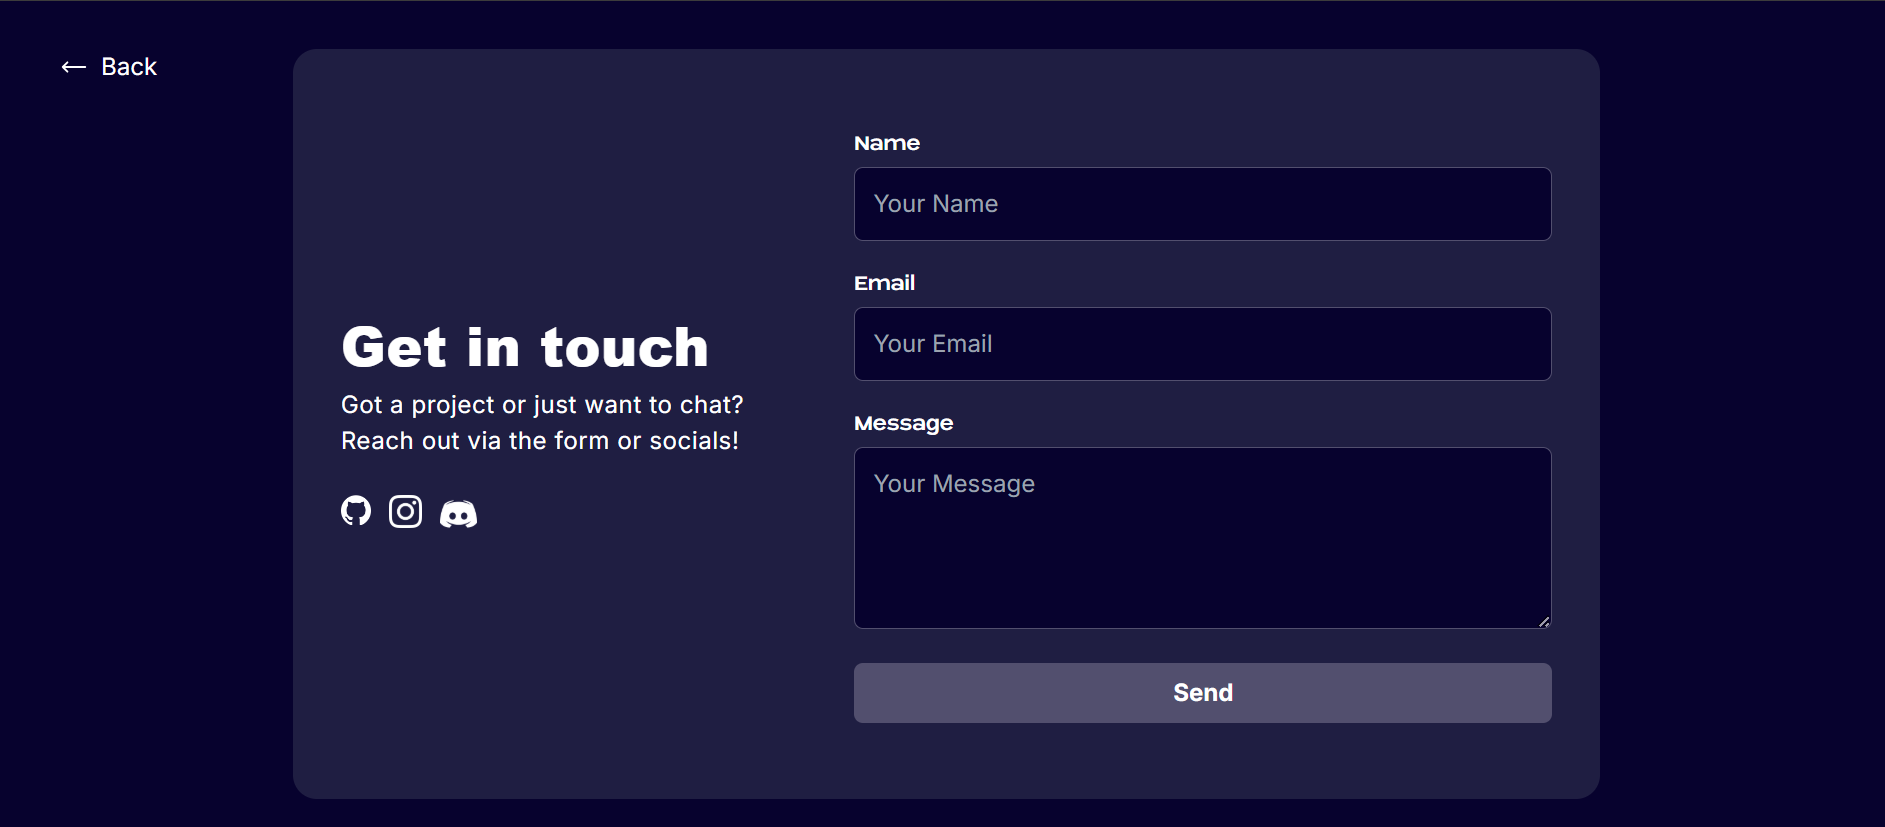 Back
Get in touch
Got a project or just want to chat?
Reach out via the form or socials!
Name
Your Name
Email
Your Email
Message
Your Message
Send